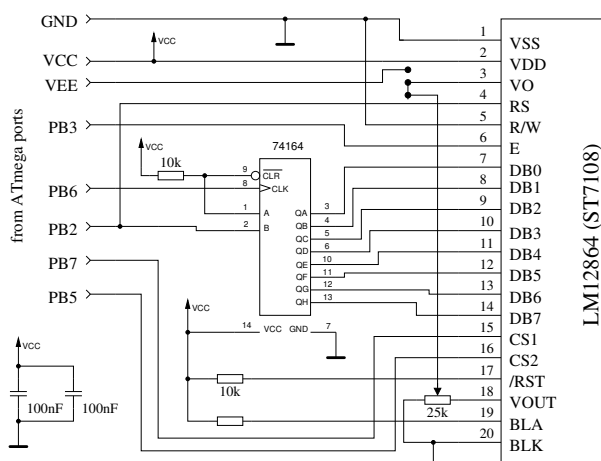 from ATmega ports
GND
VCC
VEE
PB3
PB6
PB2
PB7
PB5
VCC
VCC
10k
74164
9
CLR
8
CLK
1
A
2
B
QA
3
QB
4
QC
5
QD
6
QE
10
QF
11
QG
12
QH
13
VCC
14
VCC
GND
7
10k
VCC
100nF
100nF
25k
1
VSS
2
VDD
3
VO
4
RS
5
R/W
6
E
7
DB0
8
DB1
9
DB2
10
DB3
11
DB4
12
DB5
13
DB6
14
DB7
15
CS1
16
CS2
17
/RST
18
VOUT
19
BLA
20
BLK
LM12864 (ST7108)